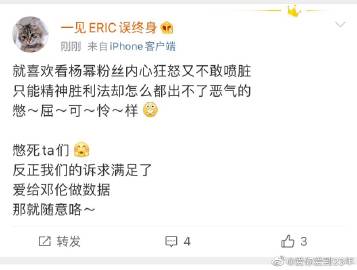 一见ERIC误终身
刚刚 来自iPhone客户端
就喜欢看杨幂粉丝内心狂怒又不敢喷脏
只能精神胜利法却怎么都出不了恶气的
憋～屈～可～怜～样
憋死ta们
反正我们的诉求满足了
爱给邓伦做数据
那就随意咯～
转发 4 3